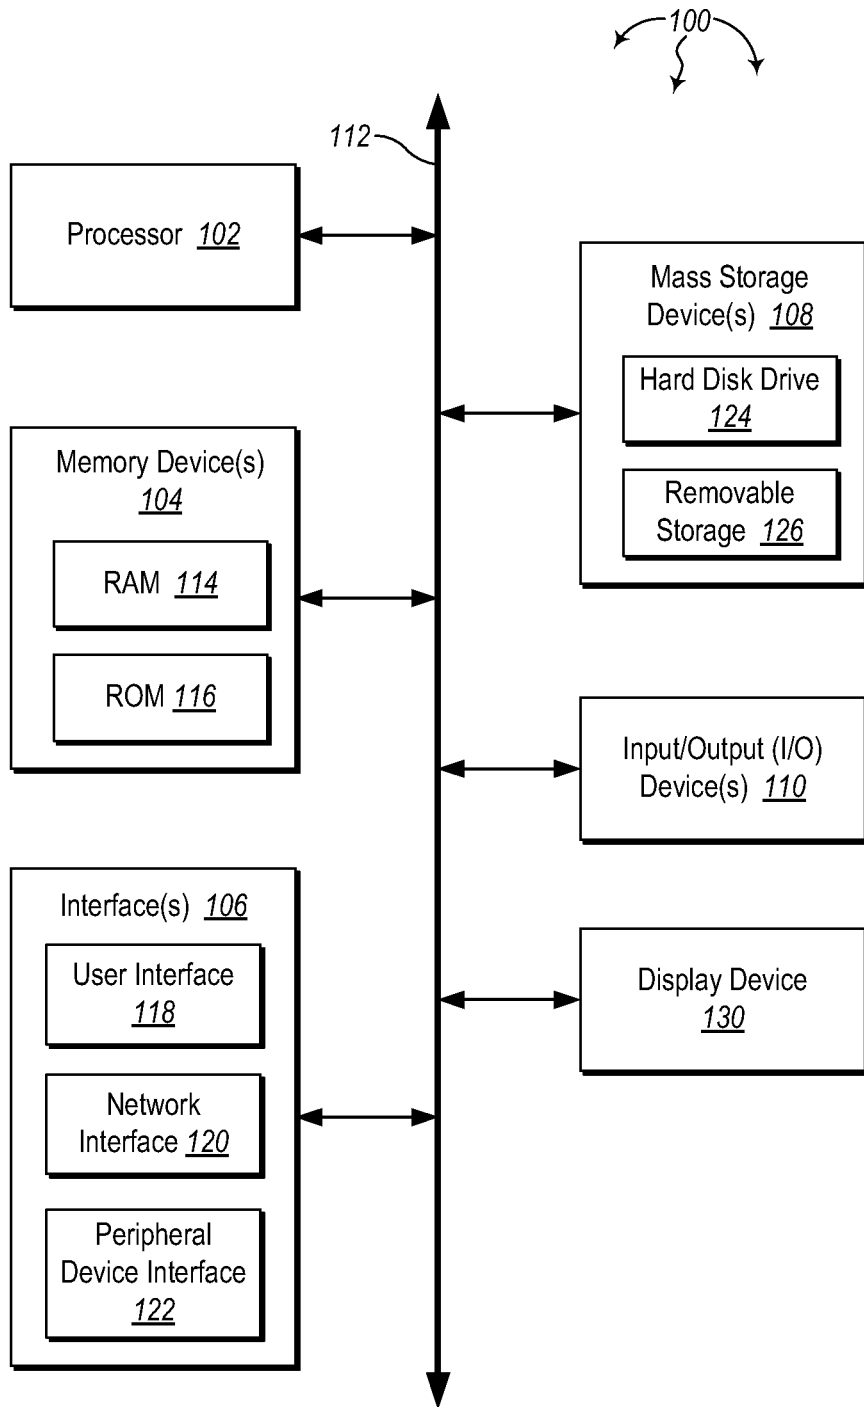 100
112
Processor 102
Mass Storage
Device(s) 108
Hard Disk Drive
124
Removable
Storage 126
Memory Device(s)
104
RAM 114
ROM 116
Input/Output (I/O)
Device(s) 110
Interface(s) 106
User Interface
118
Network
Interface 120
Peripheral
Device Interface
122
Display Device
130